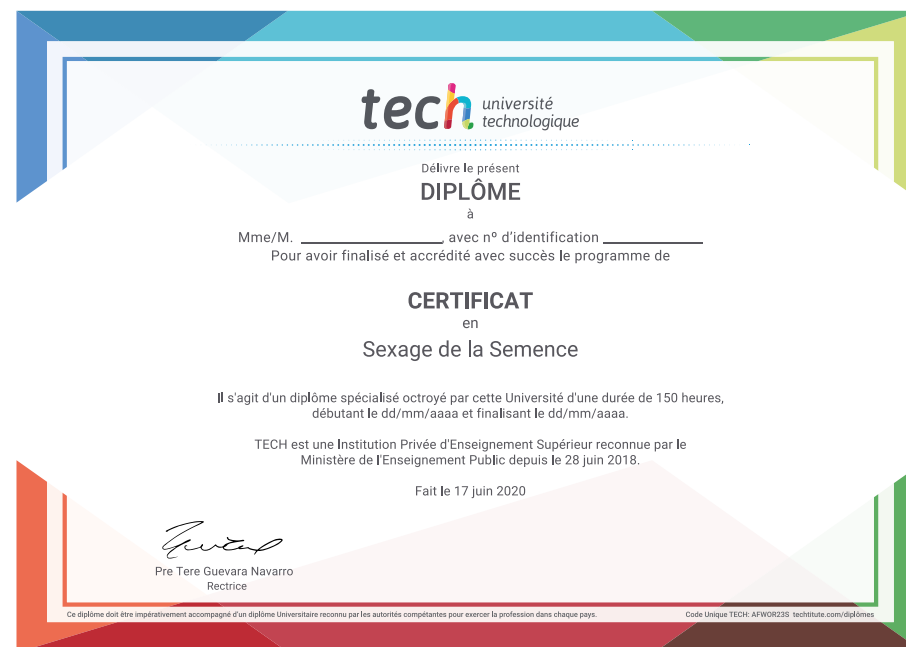 tech université
technologique
Délivre le présent
DIPLÔME
à
Mme/M. ____________, avec nº d'identification ____________
Pour avoir finalisé et accrédité avec succès le programme de
CERTIFICAT
en
Sexage de la Semence
Il s'agit d'un diplôme spécialisé octroyé par cette Université d'une durée de 150 heures,
débutant le dd/mm/aaaa et finalisant le dd/mm/aaaa.
TECH est une Institution Privée d'Enseignement Supérieur reconnue par le
Ministère de l'Enseignement Public depuis le 28 juin 2018.
Fait le 17 juin 2020
Pre Tere Guevara Navarro
Rectrice
Ce diplôme doit être impérativement accompagné d'un diplôme Universitaire reconnu par les autorités compétantes pour exercer la profession dans chaque pays.
Code Unique TECH: AFWOR23S techtitute.com/diplômes